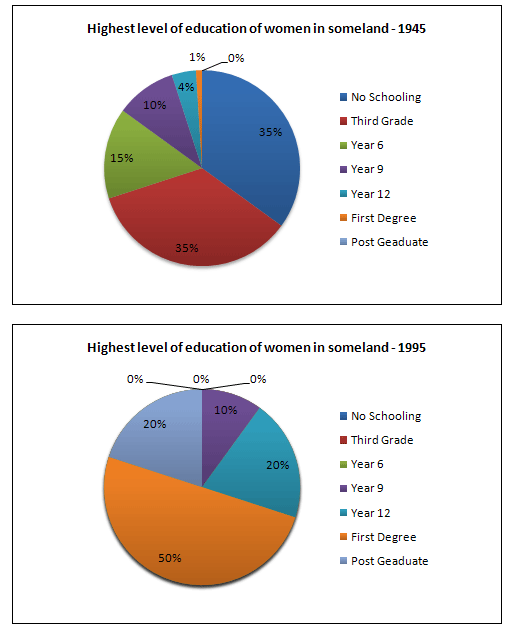 Highest level of education of women in someland - 1945
1% 0%
4%
10%
35%
15%
35%
No Schooling
Third Grade
Year 6
Year 9
Year 12
First Degree
Post Geaduate
Highest level of education of women in someland - 1995
0% 0% 0%
10%
20%
20%
50%
No Schooling
Third Grade
Year 6
Year 9
Year 12
First Degree
Post Geaduate